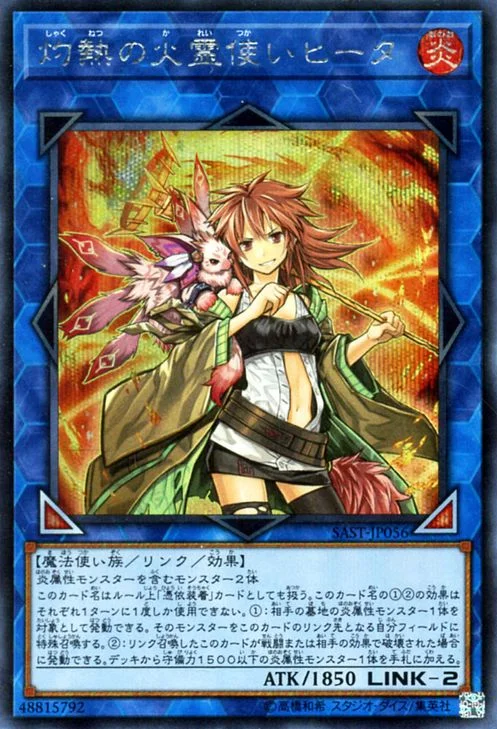 灼熱の火霊使いヒータ
炎
SAST-JP056
[魔法使い族/リンク/効果]
炎属性モンスターを含むモンスター2体
このカード名はルール上「憑依装着」カードとしても扱う。このカード名の①②の効果は
それぞれ1ターンに1度しか使用できない。①:相手の墓地の炎属性モンスター1体を
対象として発動できる。そのモンスターをこのカードのリンク先となる自分フィールドに
特殊召喚する。②:リンク召喚したこのカードが戦闘または相手の効果で破壊された場合
に発動できる。デッキから守備力1500以下の炎属性モンスター1体を手札に加える。
ATK/1850 LINK-2
48815792
©高橋和希 スタジオ・ダイス/集英社